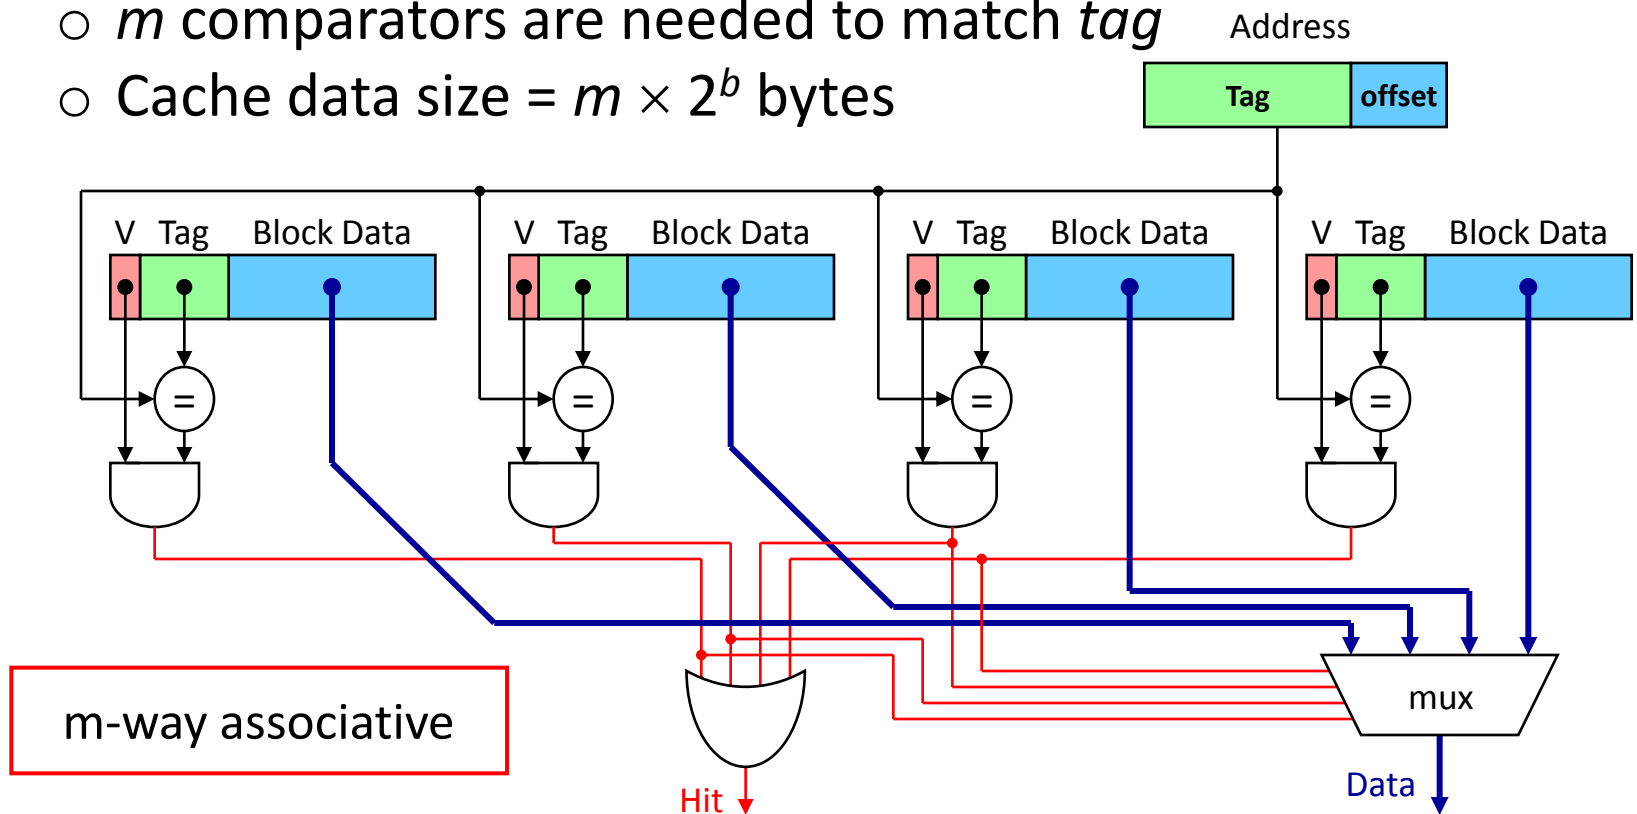 ○ m comparators are needed to match tag
Address
○ Cache data size = m × 2ᵇ bytes
Tag offset
V Tag Block Data V Tag Block Data V Tag Block Data V Tag Block Data
= = = =
mux
m-way associative
Data
Hit